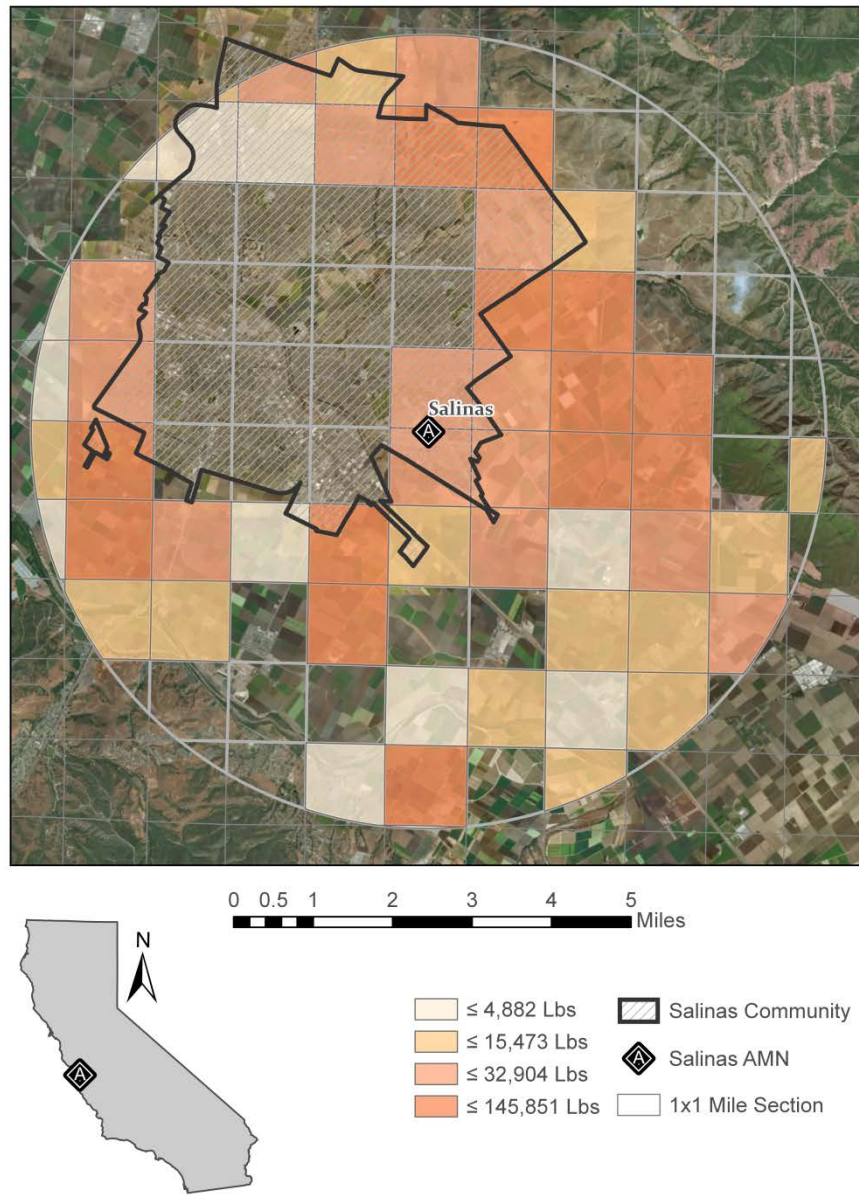 Salinas
A
0 0.5 1 2 3 4 5
Miles
N
A
≤ 4,882 Lbs
≤ 15,473 Lbs
≤ 32,904 Lbs
≤ 145,851 Lbs
Salinas Community
A Salinas AMN
1x1 Mile Section